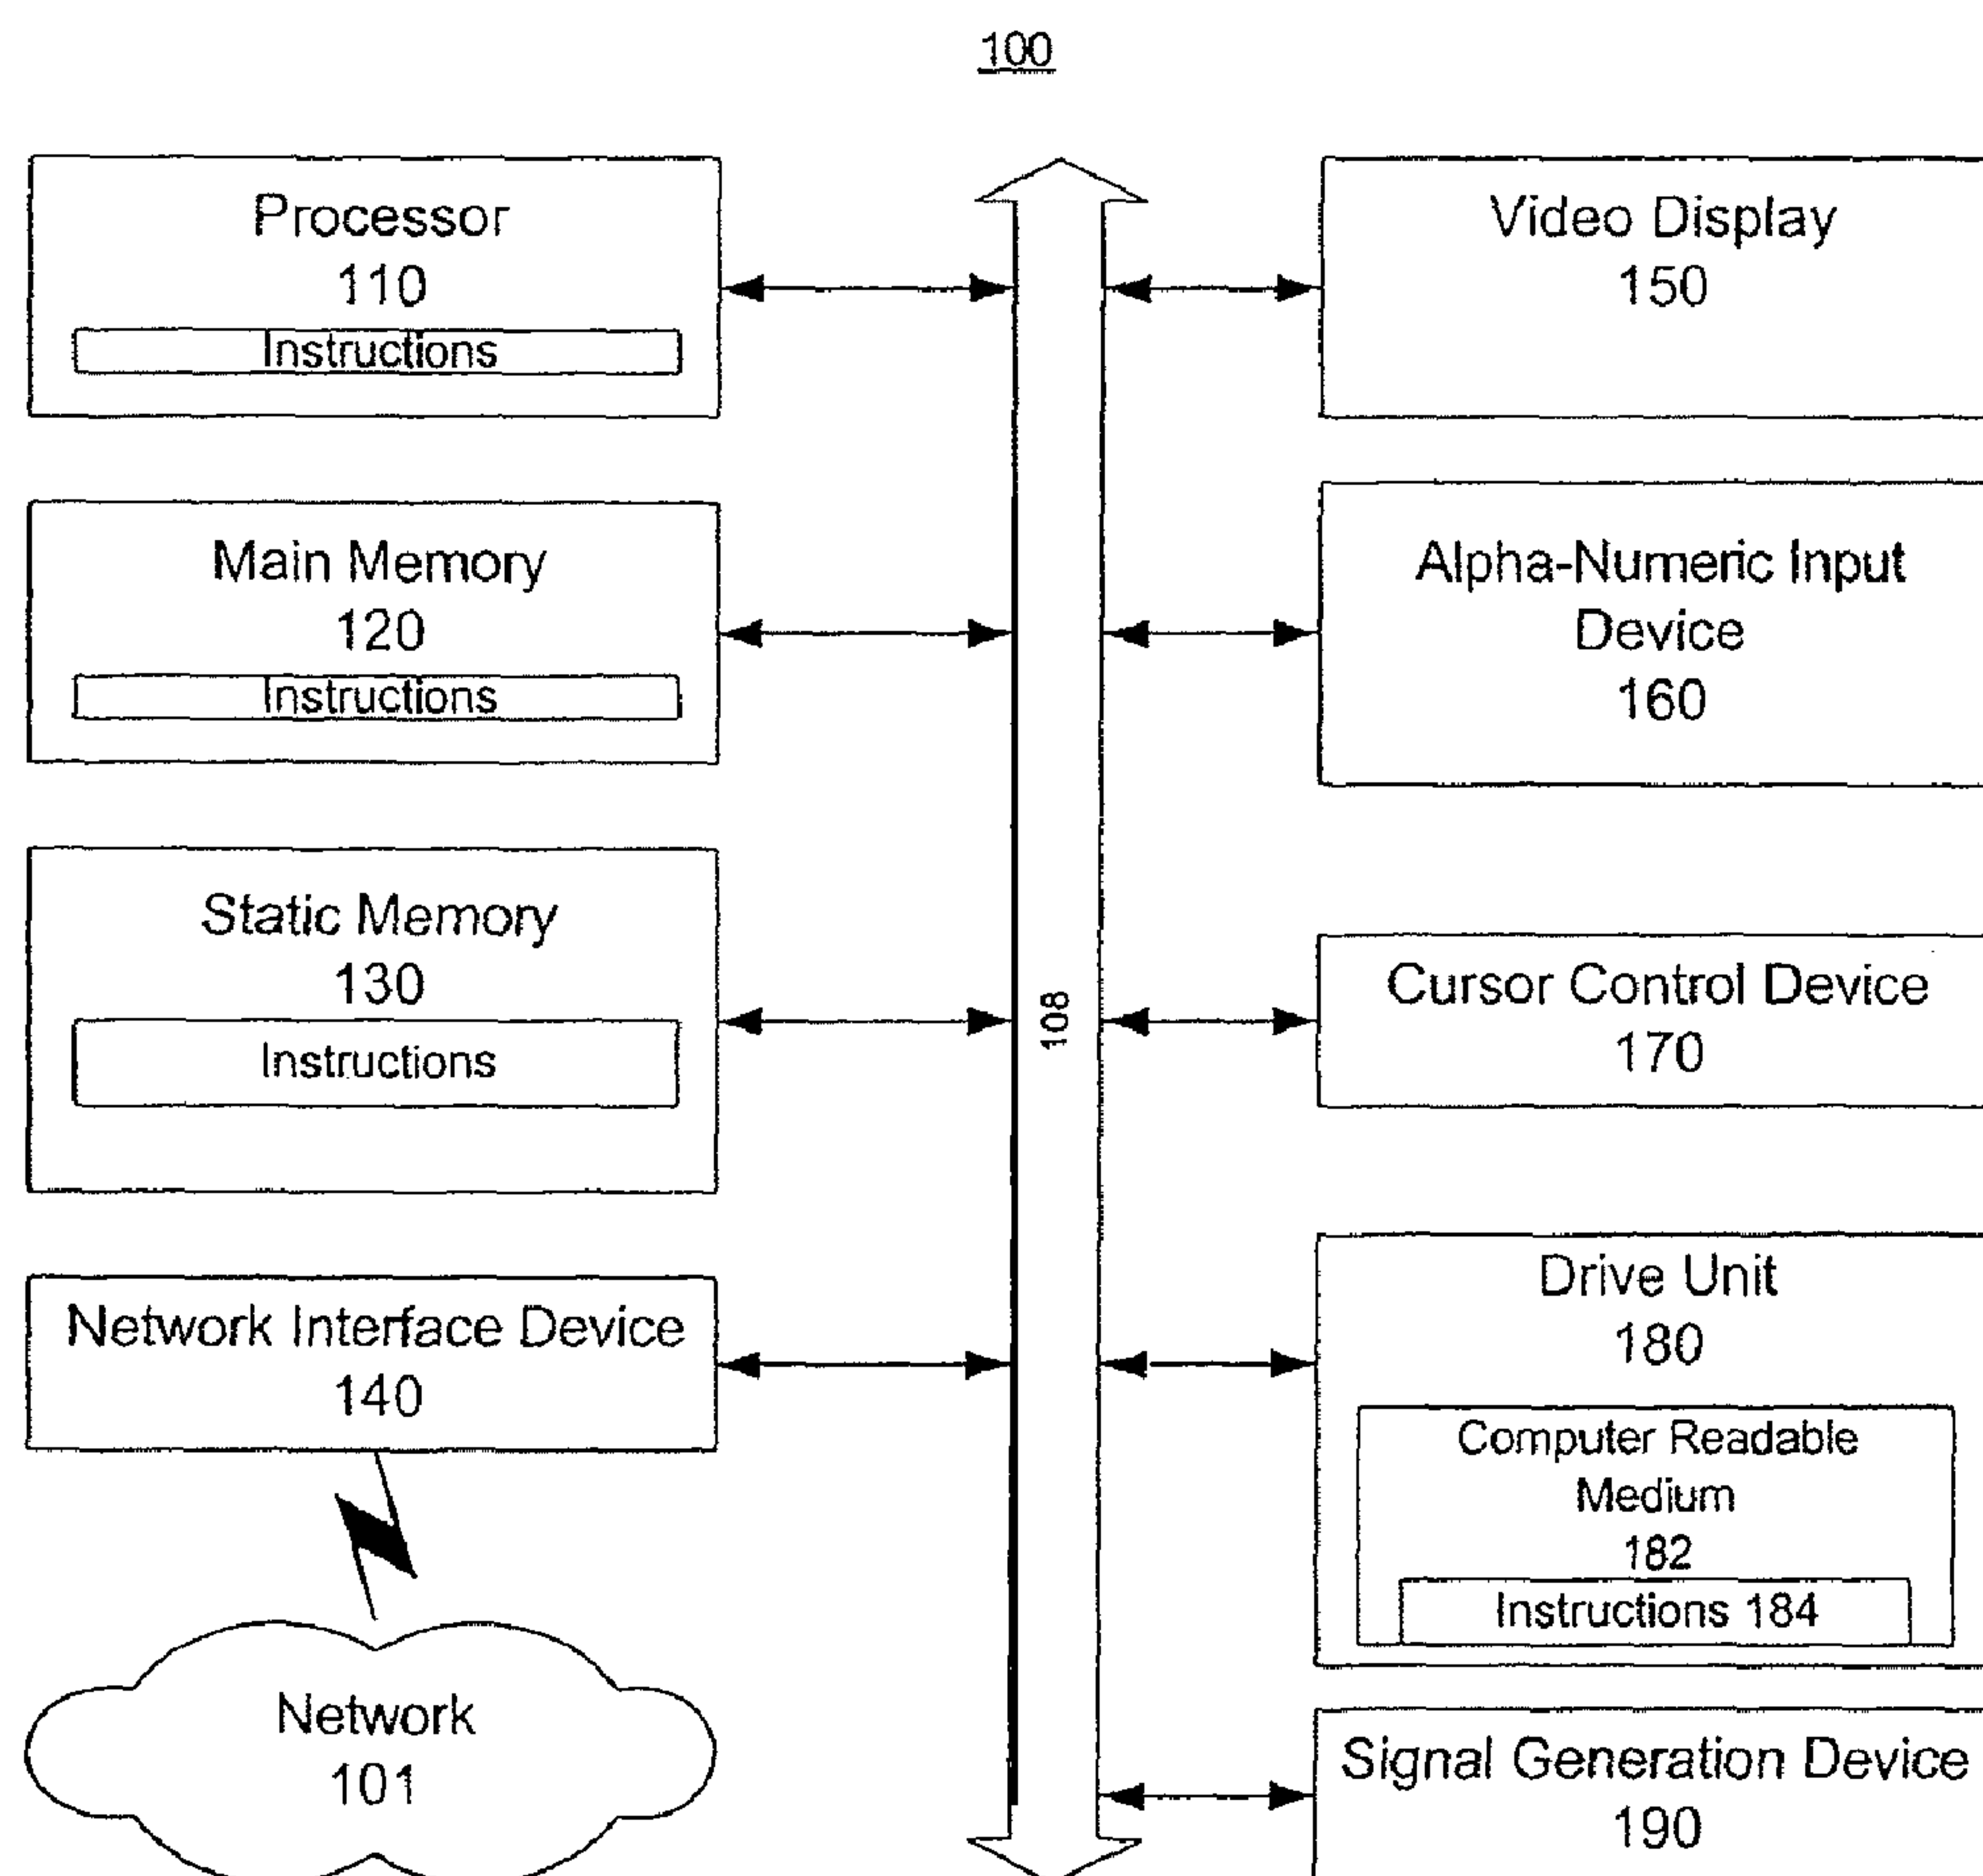 100
Processor
110
Instructions
Main Memory
120
Instructions
Static Memory
130
Instructions
Network Interface Device
140
Network
101
108
Video Display
150
Alpha-Numeric Input
Device
160
Cursor Control Device
170
Drive Unit
180
Computer Readable
Medium
182
Instructions 184
Signal Generation Device
190